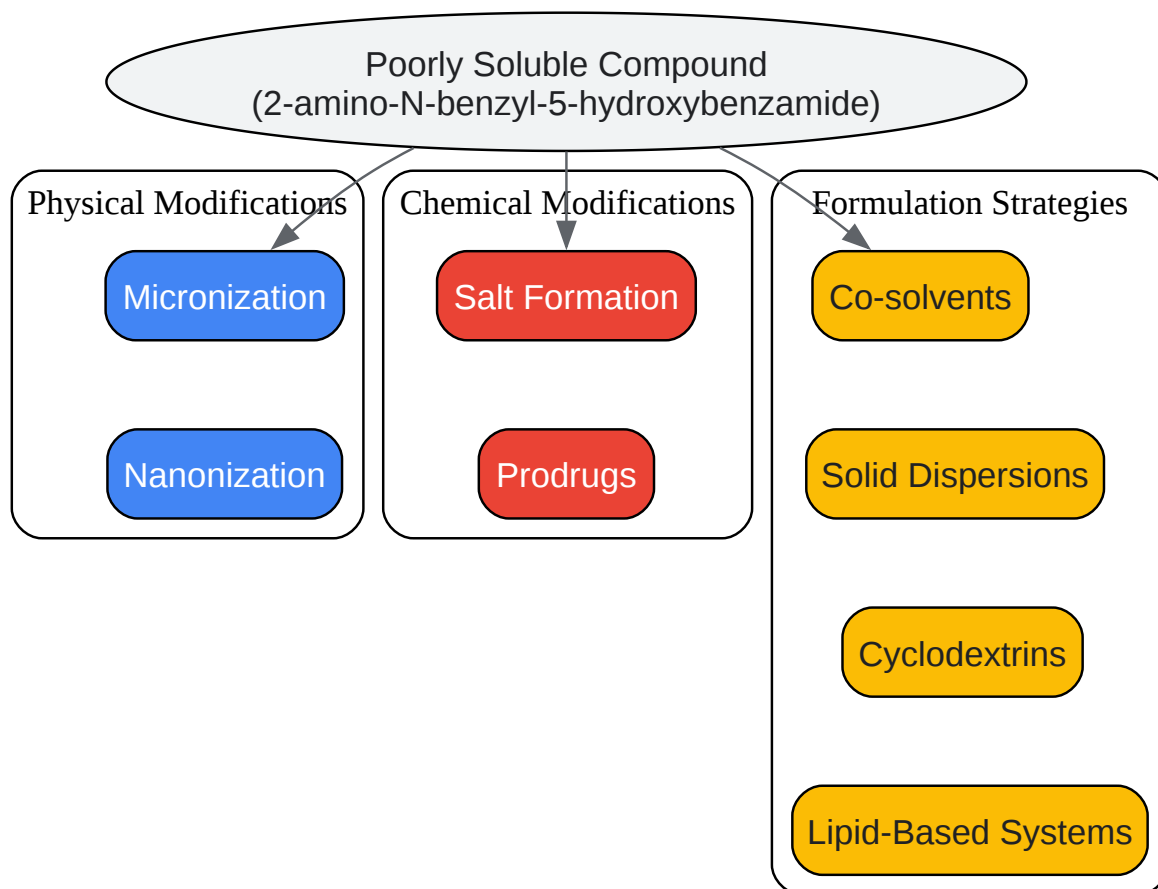 Poorly Soluble Compound
(2-amino-N-benzyl-5-hydroxybenzamide)
Physical Modifications
Micronization
Nanonization
Chemical Modifications
Salt Formation
Prodrugs
Formulation Strategies
Co-solvents
Solid Dispersions
Cyclodextrins
Lipid-Based Systems